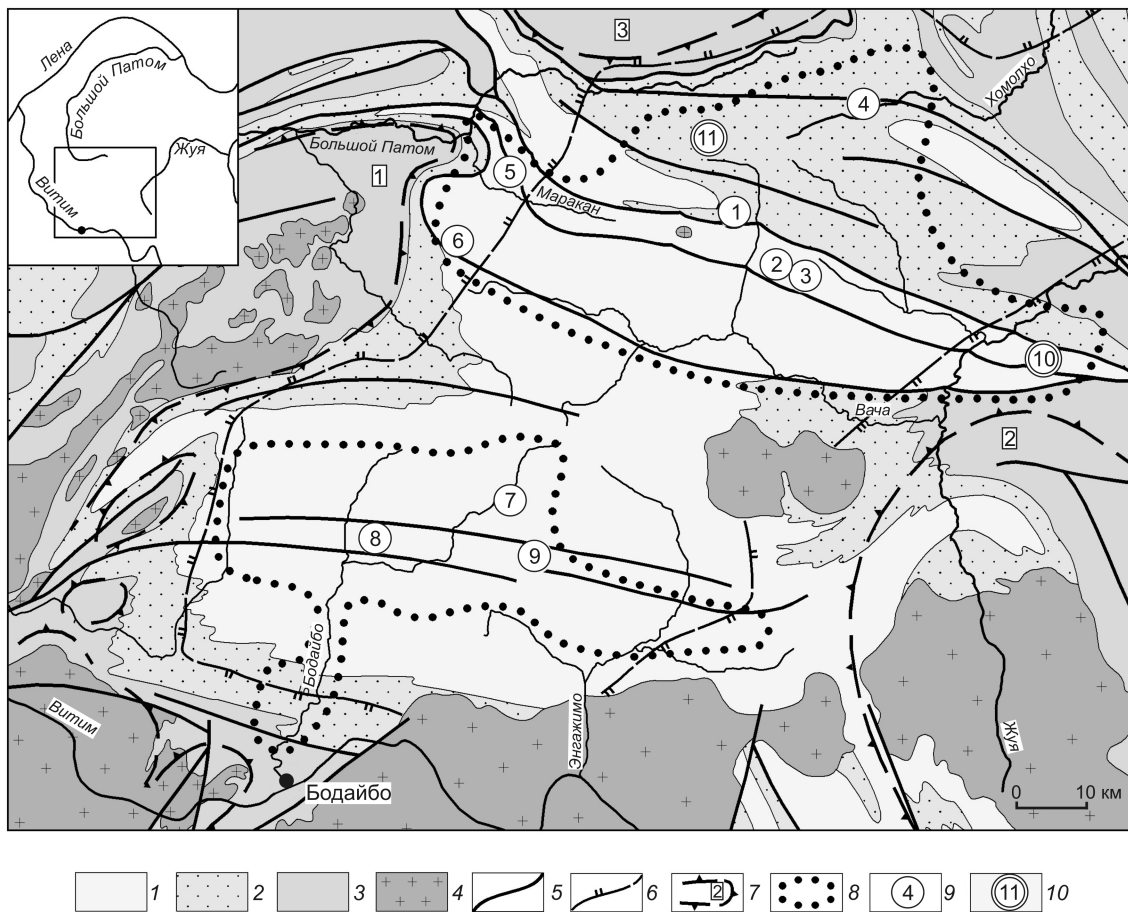 Лена
Большой Патом
Жуя
Витим
3
Хомолхо
4
11
Большой Патом
1
5
Маракан
1
6
2
3
10
Вача
2
7
8
9
Р.Бодайбо
Витим
Энгажимо
Жуя
Бодайбо
0 10 км
1 2 3 4 5 6 2 7 8 4 9 11 10